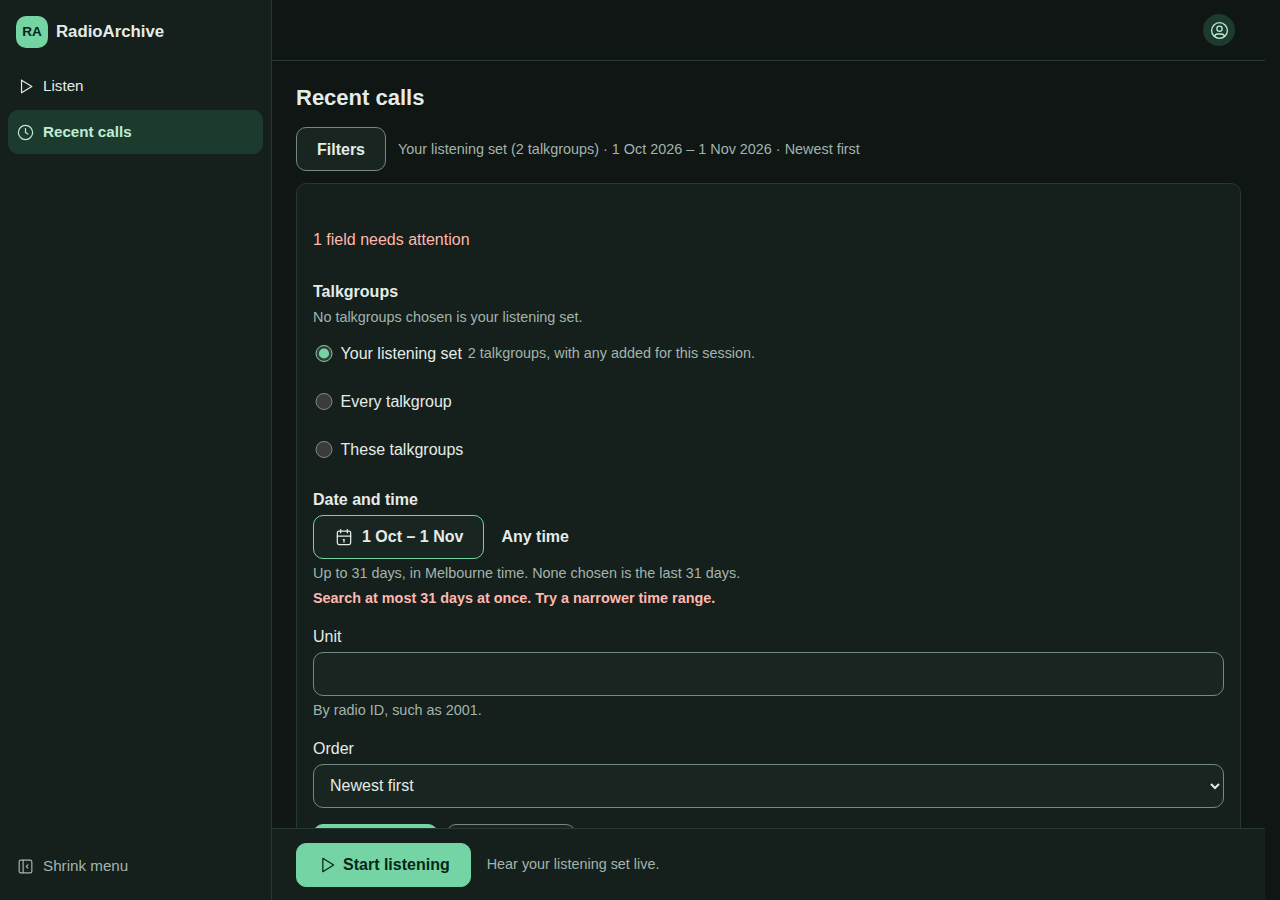 RA RadioArchive
Listen
Recent calls
Shrink menu
Recent calls
Filters Your listening set (2 talkgroups) · 1 Oct 2026 – 1 Nov 2026 · Newest first
1 field needs attention
Talkgroups
No talkgroups chosen is your listening set.
Your listening set 2 talkgroups, with any added for this session.
Every talkgroup
These talkgroups
Date and time
1 Oct – 1 Nov Any time
Up to 31 days, in Melbourne time. None chosen is the last 31 days.
Search at most 31 days at once. Try a narrower time range.
Unit
By radio ID, such as 2001.
Order
Newest first
Start listening Hear your listening set live.